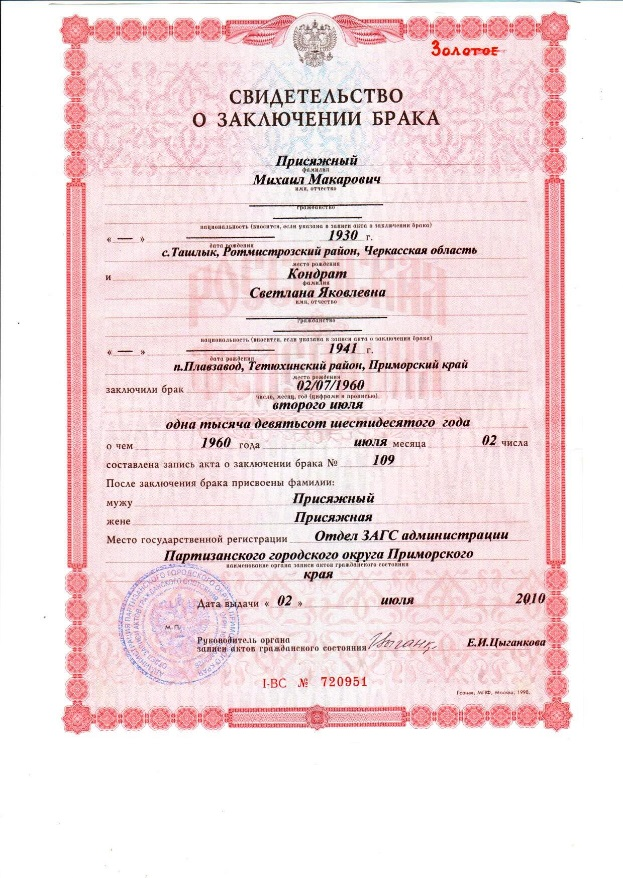 Золотое
СВИДЕТЕЛЬСТВО
О ЗАКЛЮЧЕНИИ БРАКА
Присяжный
фамилия
Михаил Макарович
имя, отчество
гражданство
национальность (вносится, если указана в записи акта о заключении брака)
« — » 1930 г.
дата рождения
с.Ташлык, Ротмистрозский район, Черкасская область
место рождения
и Кондрат
фамилия
Светлана Яковлевна
имя, отчество
гражданство
национальность (вносится, если указана в записи акта о заключении брака)
« — » 1941 г.
дата рождения
п.Плавзавод, Тетюхинский район, Приморский край
место рождения
заключили брак 02/07/1960
число, месяц, год (цифрами и прописью)
второго июля
одна тысяча девятьсот шестидесятого года
о чем 1960 года июля месяца 02 числа
составлена запись акта о заключении брака № 109
После заключения брака присвоены фамилии:
мужу Присяжный
жене Присяжная
Место государственной регистрации Отдел ЗАГС администрации
Партизанского городского округа Приморского
наименование органа записи актов гражданского состояния
края
Дата выдачи « 02 » июля 2010
М.П.
Руководитель органа
записи актов гражданского состояния Е.И.Цыганкова
I-ВС № 720951
Гознак, МПФ, Москва, 1998.